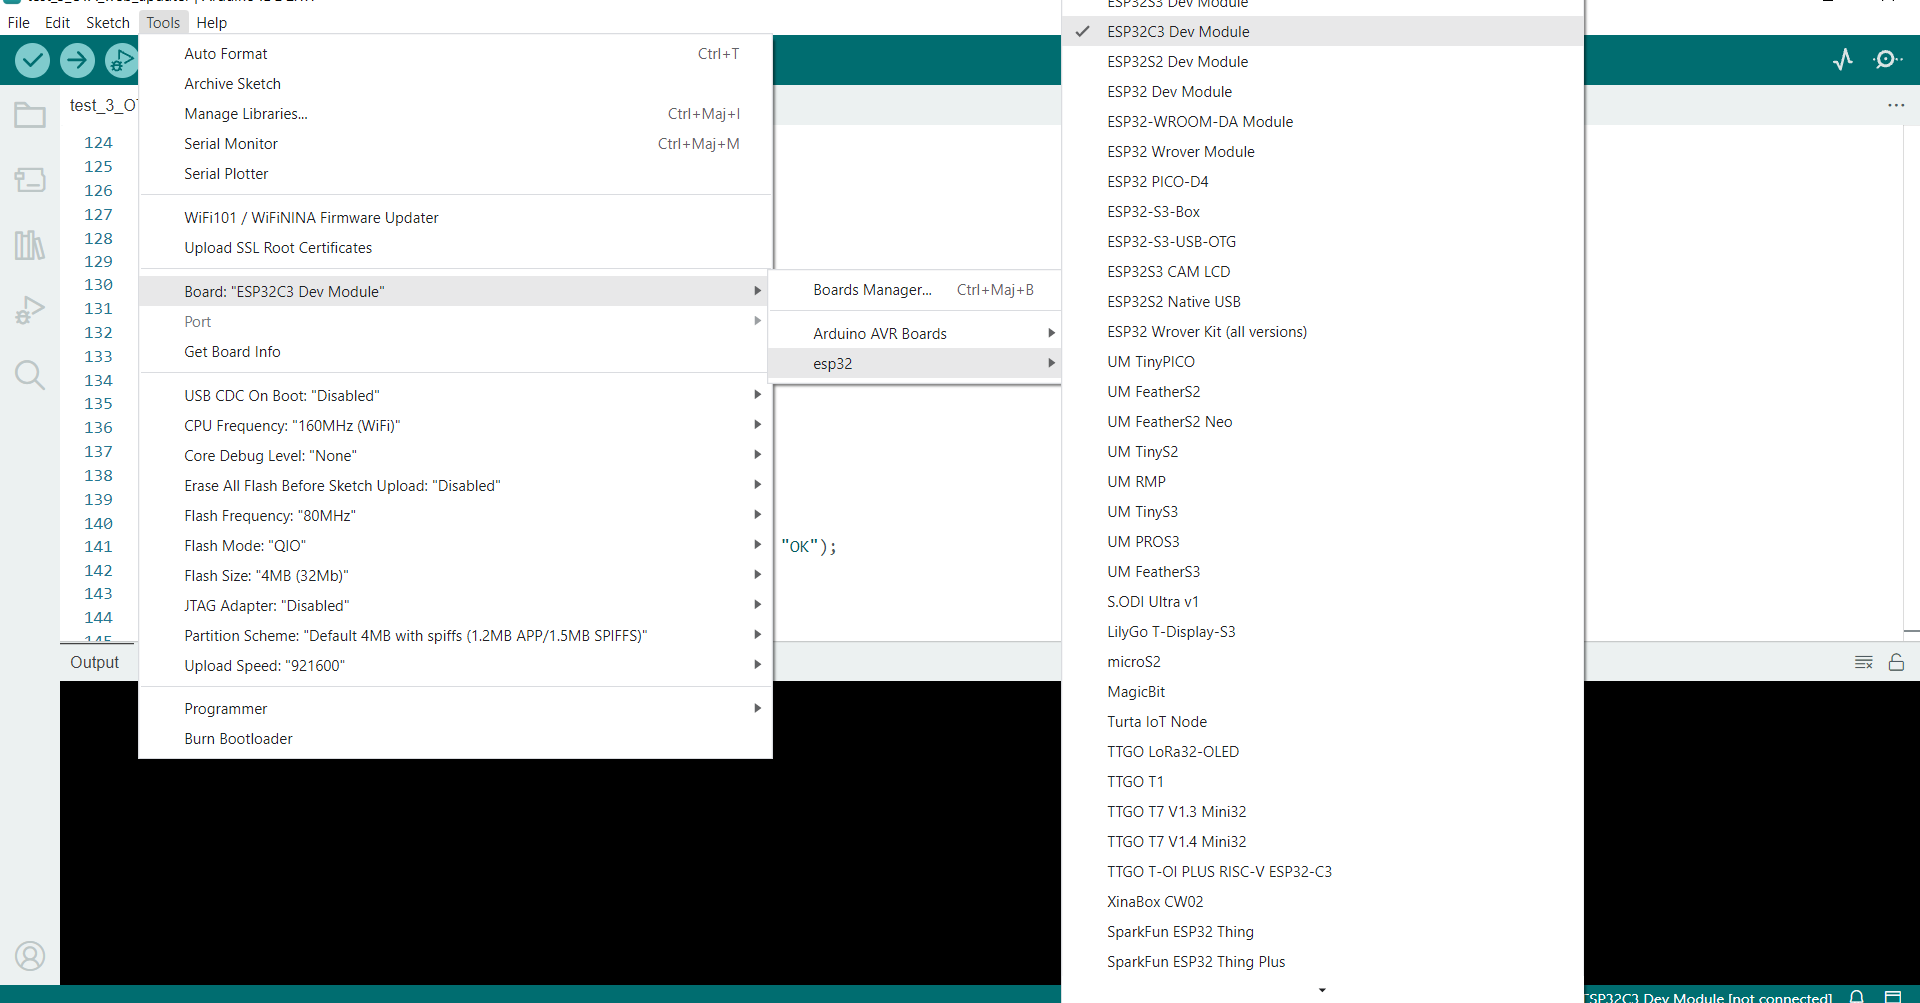 File Edit Sketch Tools Help
test_3_O
124
125
126
127
128
129
130
131
132
133
134
135
136
137
138
139
140
141
142
143
144
145
"OK");
Output
Auto Format Ctrl+T
Archive Sketch
Manage Libraries... Ctrl+Maj+I
Serial Monitor Ctrl+Maj+M
Serial Plotter
WiFi101 / WiFiNINA Firmware Updater
Upload SSL Root Certificates
Board: "ESP32C3 Dev Module"
Port
Get Board Info
USB CDC On Boot: "Disabled"
CPU Frequency: "160MHz (WiFi)"
Core Debug Level: "None"
Erase All Flash Before Sketch Upload: "Disabled"
Flash Frequency: "80MHz"
Flash Mode: "QIO"
Flash Size: "4MB (32Mb)"
JTAG Adapter: "Disabled"
Partition Scheme: "Default 4MB with spiffs (1.2MB APP/1.5MB SPIFFS)"
Upload Speed: "921600"
Programmer
Burn Bootloader
Boards Manager... Ctrl+Maj+B
Arduino AVR Boards
esp32
ESP32S3 Dev Module
ESP32C3 Dev Module
ESP32S2 Dev Module
ESP32 Dev Module
ESP32-WROOM-DA Module
ESP32 Wrover Module
ESP32 PICO-D4
ESP32-S3-Box
ESP32-S3-USB-OTG
ESP32S3 CAM LCD
ESP32S2 Native USB
ESP32 Wrover Kit (all versions)
UM TinyPICO
UM FeatherS2
UM FeatherS2 Neo
UM TinyS2
UM RMP
UM TinyS3
UM PROS3
UM FeatherS3
S.ODI Ultra v1
LilyGo T-Display-S3
microS2
MagicBit
Turta IoT Node
TTGO LoRa32-OLED
TTGO T1
TTGO T7 V1.3 Mini32
TTGO T7 V1.4 Mini32
TTGO T-OI PLUS RISC-V ESP32-C3
XinaBox CW02
SparkFun ESP32 Thing
SparkFun ESP32 Thing Plus
ESP32C3 Dev Module [not connected]